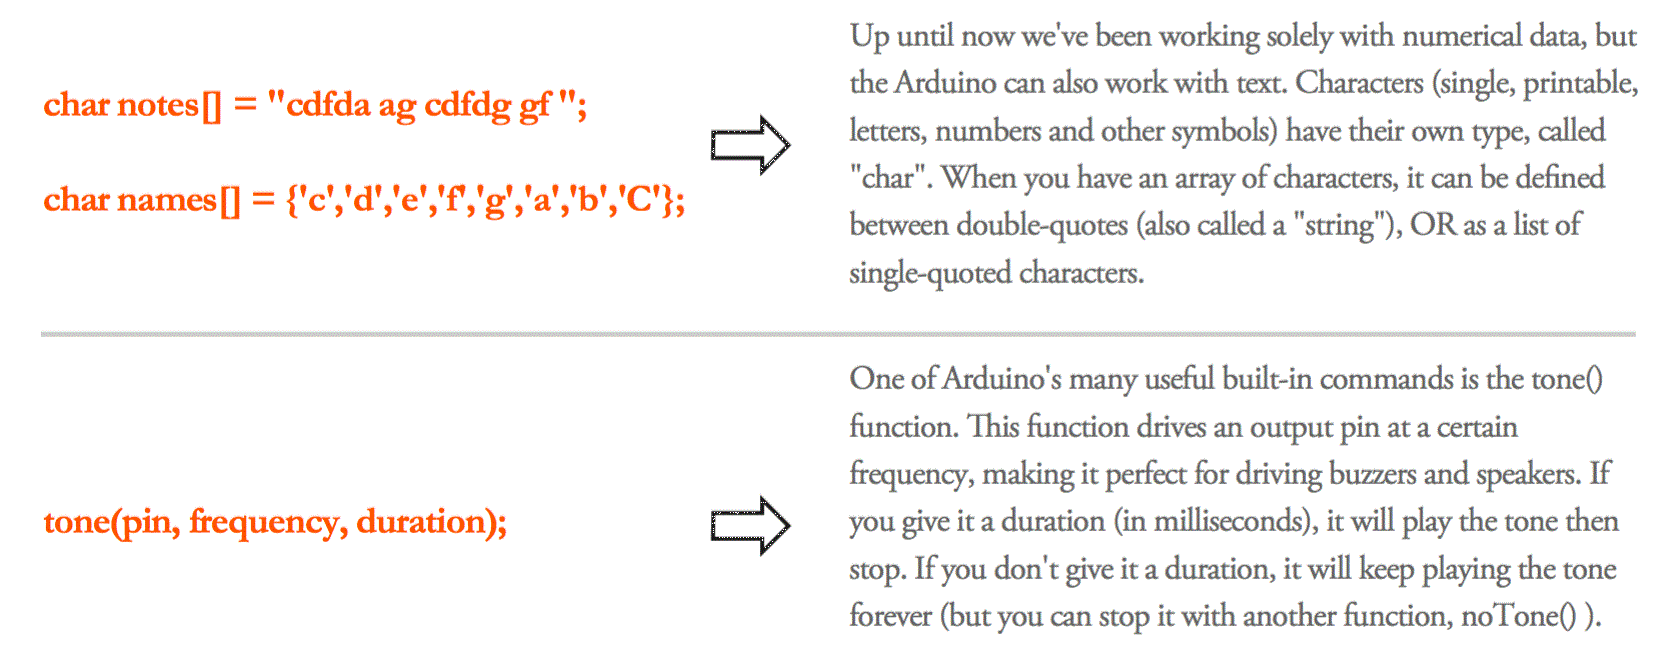 char notes[] = "cdfda ag cdfdg gf ";
char names[] = {'c','d','e','f','g','a','b','C'};
Up until now we've been working solely with numerical data, but
the Arduino can also work with text. Characters (single, printable,
letters, numbers and other symbols) have their own type, called
"char". When you have an array of characters, it can be defined
between double-quotes (also called a "string"), OR as a list of
single-quoted characters.
tone(pin, frequency, duration);
One of Arduino's many useful built-in commands is the tone()
function. This function drives an output pin at a certain
frequency, making it perfect for driving buzzers and speakers. If
you give it a duration (in milliseconds), it will play the tone then
stop. If you don't give it a duration, it will keep playing the tone
forever (but you can stop it with another function, noTone() ).